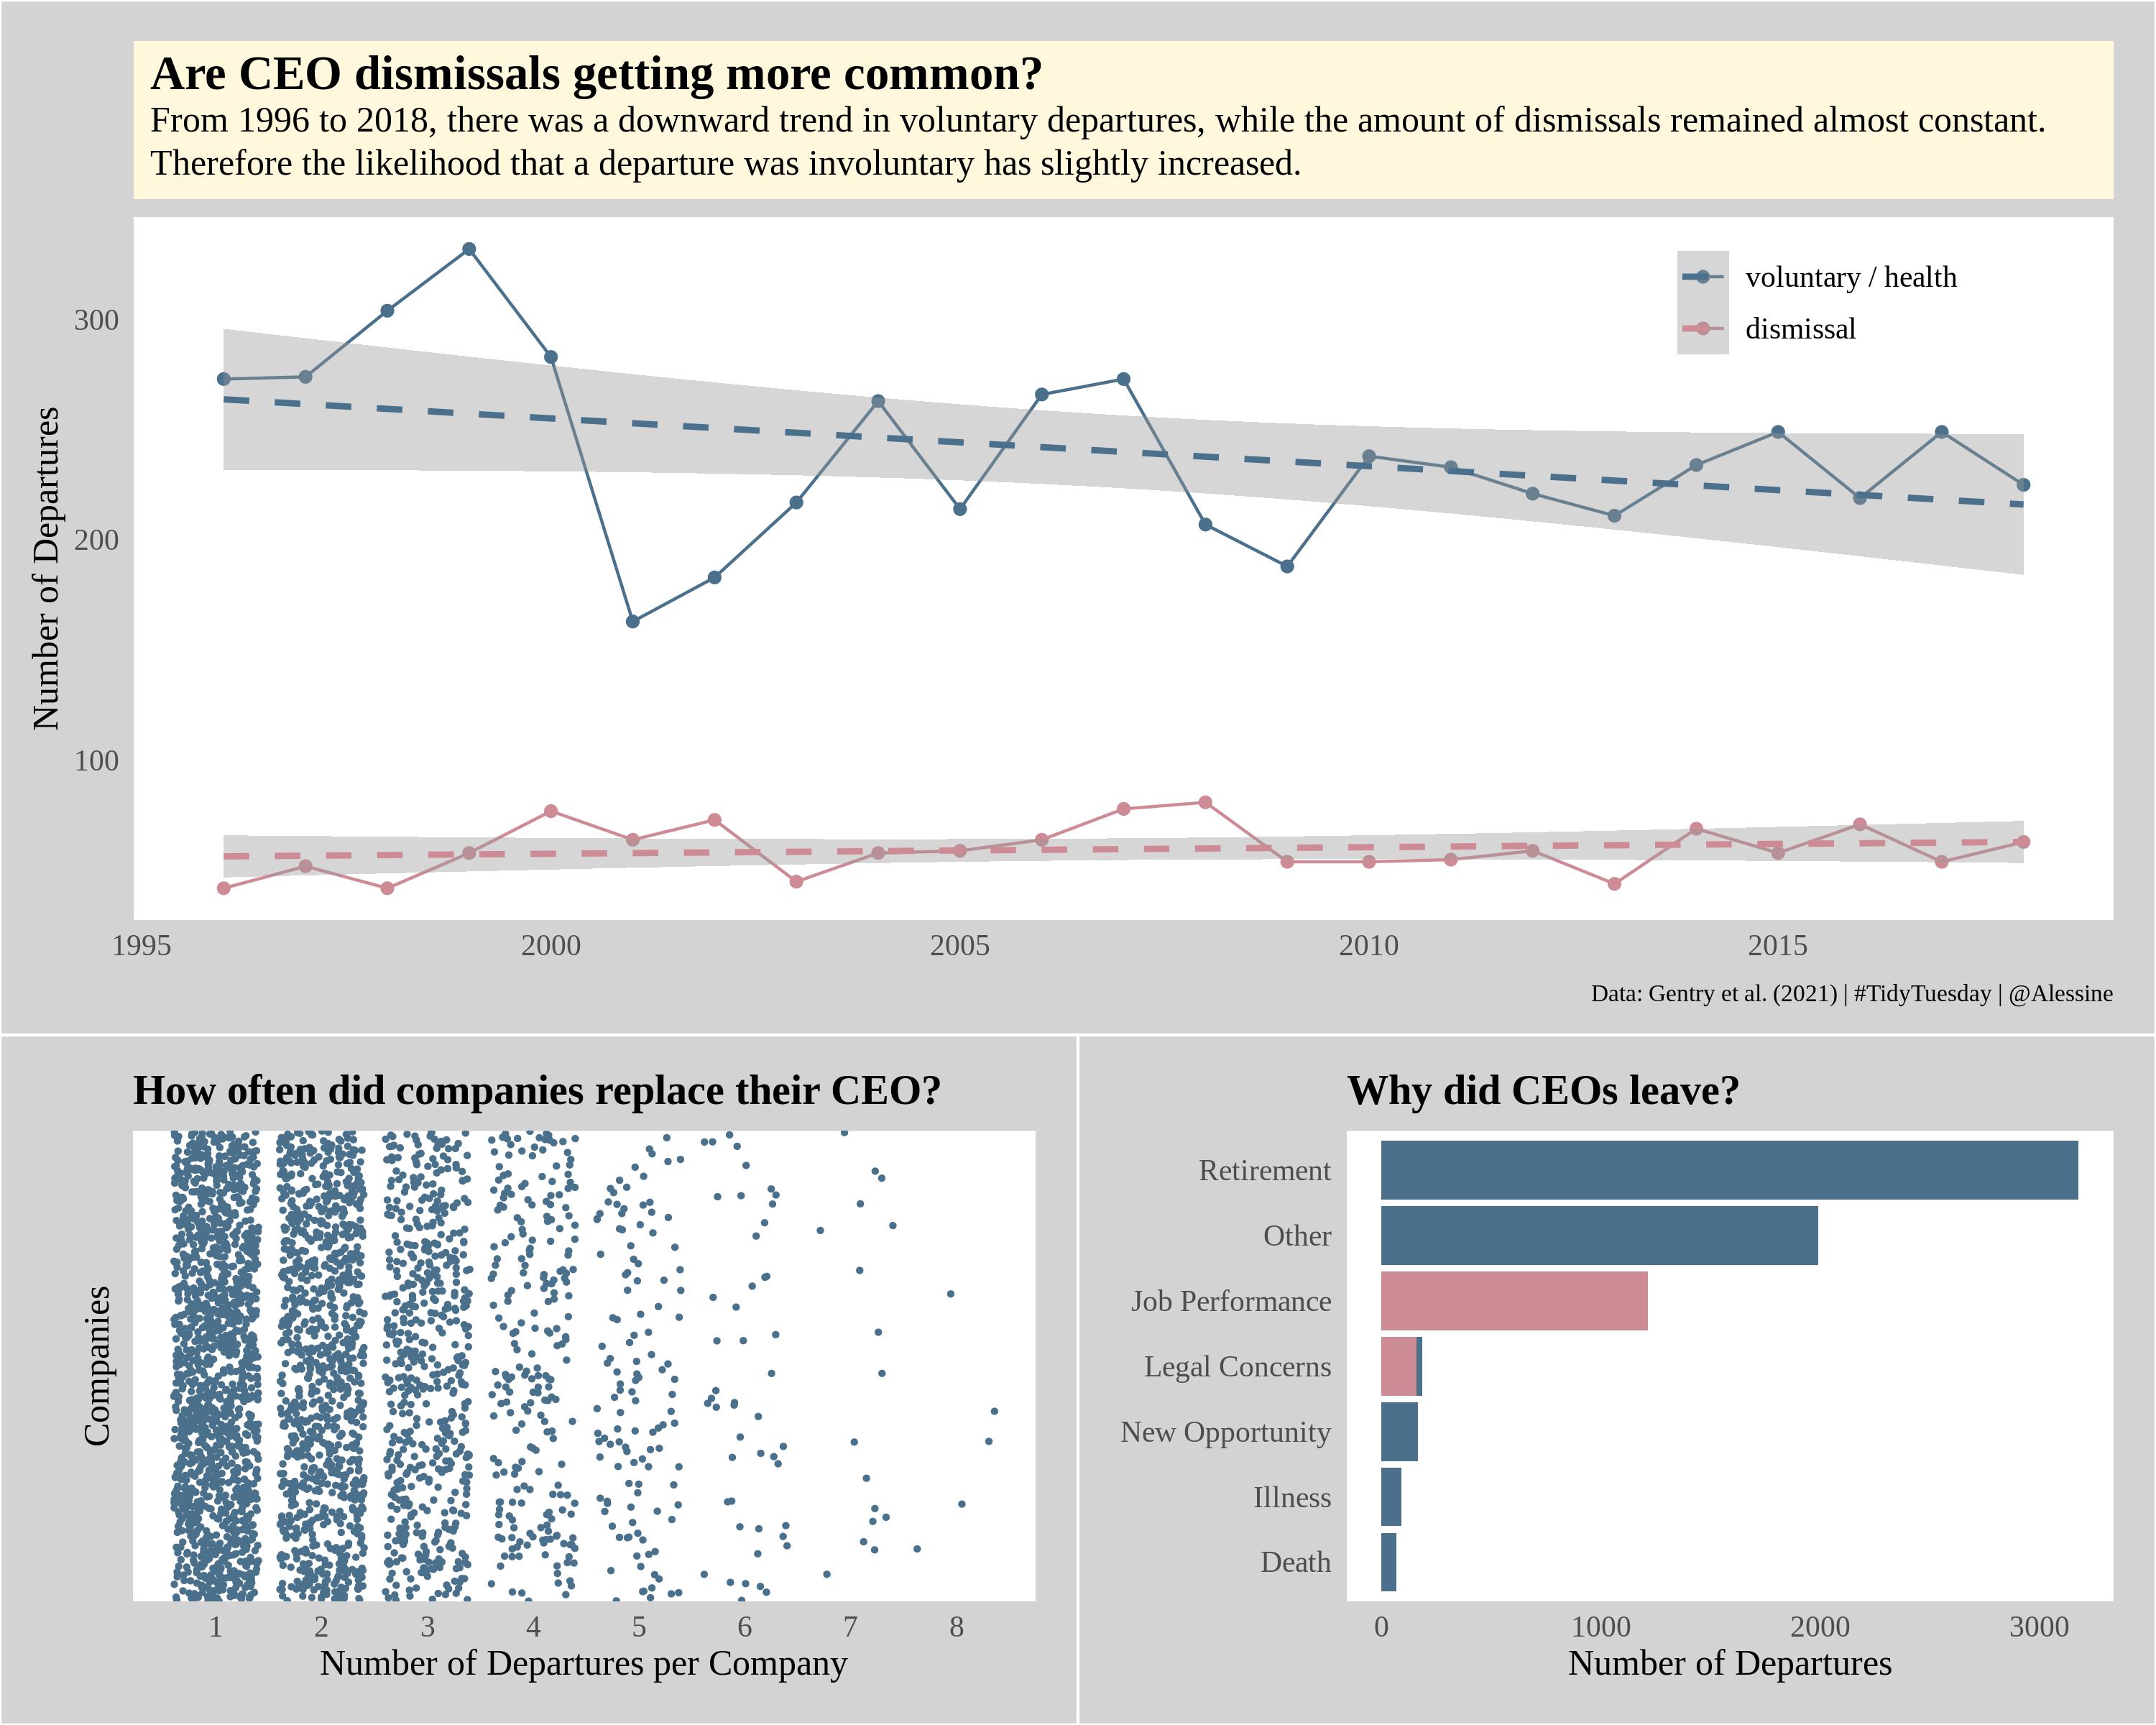 Are CEO dismissals getting more common?
From 1996 to 2018, there was a downward trend in voluntary departures, while the amount of dismissals remained almost constant.
Therefore the likelihood that a departure was involuntary has slightly increased.
voluntary / health
dismissal
Number of Departures
300
200
100
1995
2000
2005
2010
2015
Data: Gentry et al. (2021) | #TidyTuesday | @Alessine
How often did companies replace their CEO?
Companies
1
2
3
4
5
6
7
8
Number of Departures per Company
Why did CEOs leave?
Retirement
Other
Job Performance
Legal Concerns
New Opportunity
Illness
Death
0
1000
2000
3000
Number of Departures